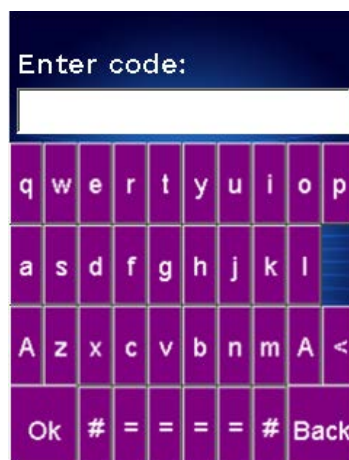 Enter code:
q w e r t y u i o p
a s d f g h j k l
A z x c v b n m A <
Ok # = = = = # Back